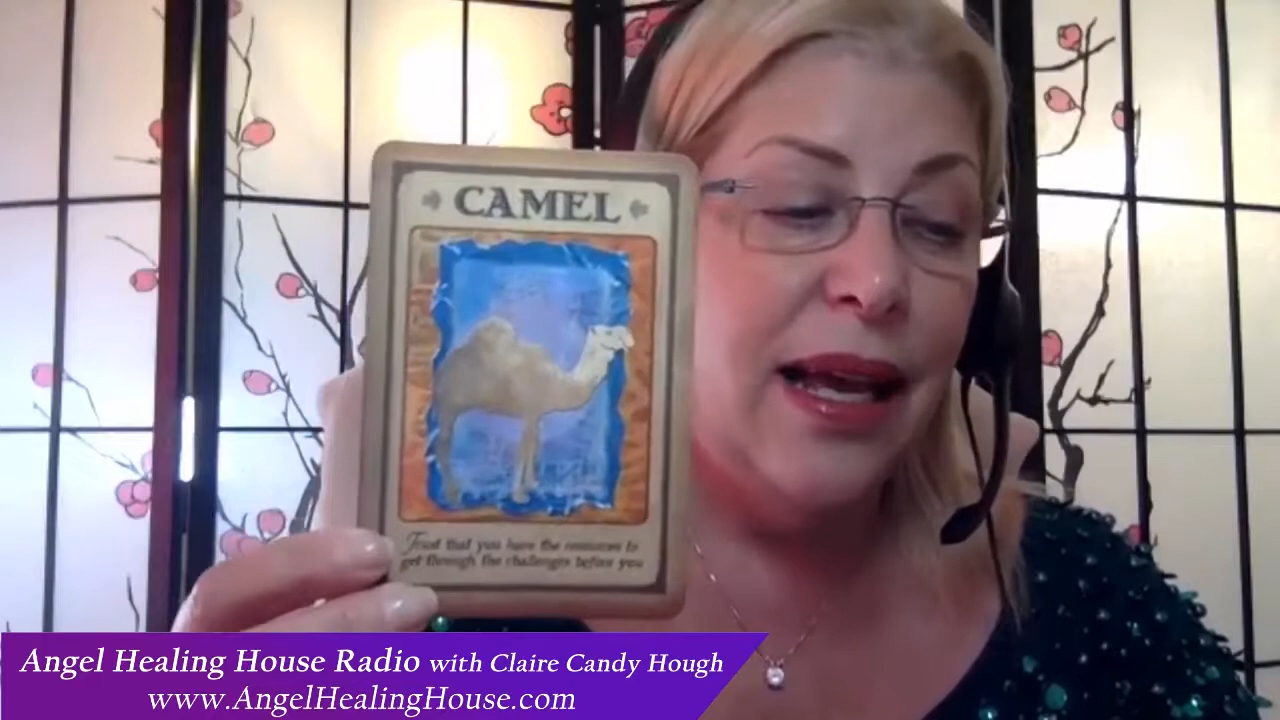 CAMEL
Trust that you have the resources to
get through the challenges before you
Angel Healing House Radio with Claire Candy Hough
www.AngelHealingHouse.com